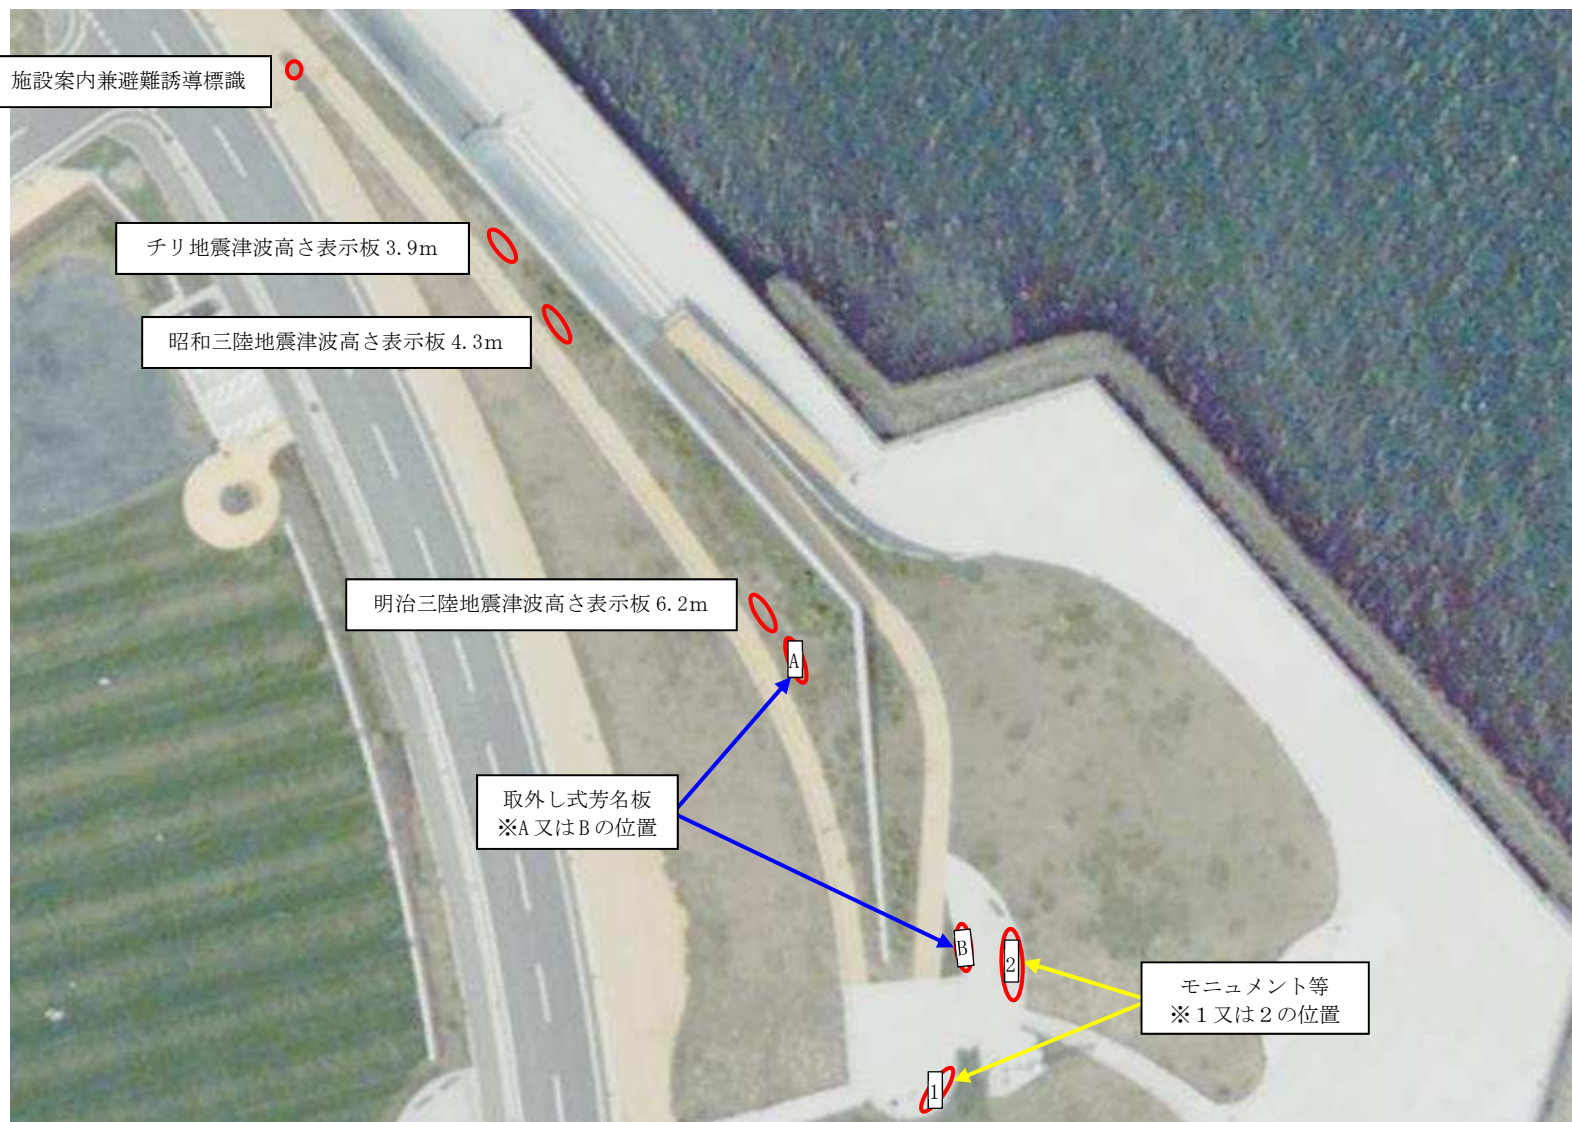 施設案内兼避難誘導標識
チリ地震津波高さ表示板 3.9m
昭和三陸地震津波高さ表示板 4.3m
明治三陸地震津波高さ表示板 6.2m
A
取外し式芳名板
※A又はBの位置
B
2
モニュメント等
※１又は２の位置
1